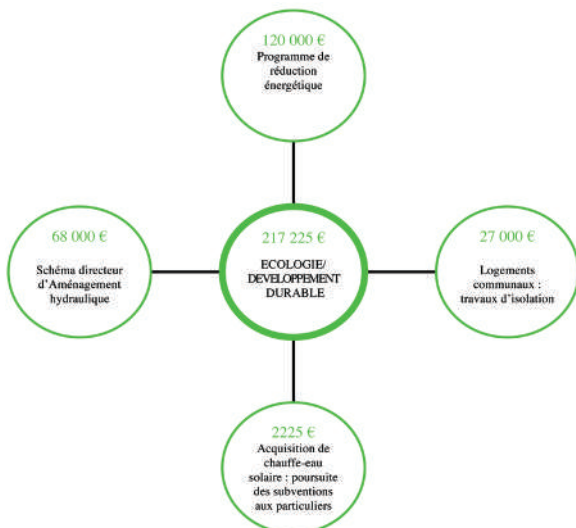 120 000 €
Programme de
réduction
énergétique
68 000 €
Schéma directeur
d'Aménagement
hydraulique
217 225 €
ECOLOGIE/
DEVELOPPEMENT
DURABLE
27 000 €
Logements
communaux :
travaux d'isolation
2225 €
Acquisition de
chauffe-eau
solaire : poursuite
des subventions
aux particuliers